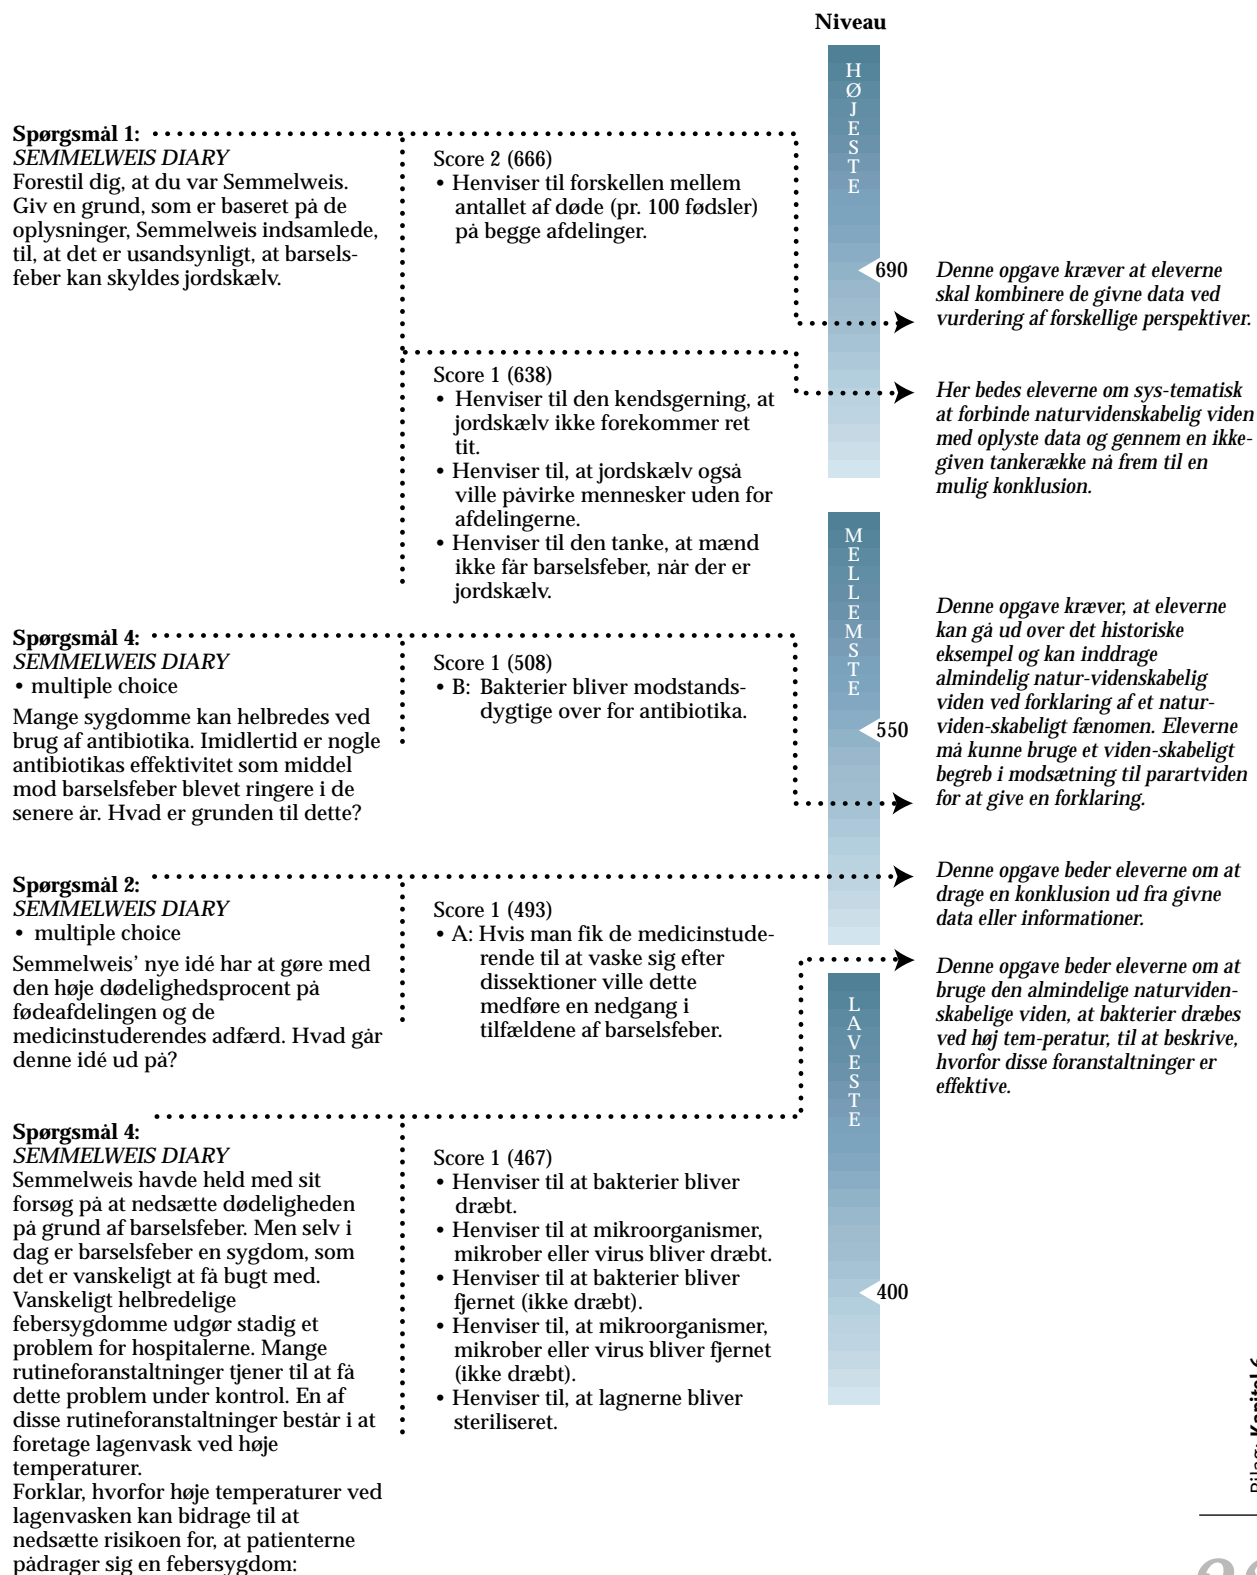 Niveau
HØJESTE
Spørgsmål 1:
SEMMELWEIS DIARY
Forestil dig, at du var Semmelweis.
Giv en grund, som er baseret på de
oplysninger, Semmelweis indsamlede,
til, at det er usandsynligt, at barsels-
feber kan skyldes jordskælv.
Score 2 (666)
• Henviser til forskellen mellem
antallet af døde (pr. 100 fødsler)
på begge afdelinger.
690
Denne opgave kræver at eleverne
skal kombinere de givne data ved
vurdering af forskellige perspektiver.
Score 1 (638)
• Henviser til den kendsgerning, at
jordskælv ikke forekommer ret
tit.
• Henviser til, at jordskælv også
ville påvirke mennesker uden for
afdelingerne.
• Henviser til den tanke, at mænd
ikke får barselsfeber, når der er
jordskælv.
Her bedes eleverne om sys-tematisk
at forbinde naturvidenskabelig viden
med oplyste data og gennem en ikke-
given tankerække nå frem til en
mulig konklusion.
MELLEMSTE
Spørgsmål 4:
SEMMELWEIS DIARY
• multiple choice
Mange sygdomme kan helbredes ved
brug af antibiotika. Imidlertid er nogle
antibiotikas effektivitet som middel
mod barselsfeber blevet ringere i de
senere år. Hvad er grunden til dette?
Score 1 (508)
• B: Bakterier bliver modstands-
dygtige over for antibiotika.
550
Denne opgave kræver, at eleverne
kan gå ud over det historiske
eksempel og kan inddrage
almindelig natur-videnskabelig
viden ved forklaring af et natur-
viden-skabeligt fænomen. Eleverne
må kunne bruge et viden-skabeligt
begreb i modsætning til parartviden
for at give en forklaring.
Spørgsmål 2:
SEMMELWEIS DIARY
• multiple choice
Semmelweis’ nye idé har at gøre med
den høje dødelighedsprocent på
fødeafdelingen og de
medicinstuderendes adfærd. Hvad går
denne idé ud på?
Score 1 (493)
• A: Hvis man fik de medicinstude-
rende til at vaske sig efter
dissektioner ville dette
medføre en nedgang i
tilfældene af barselsfeber.
Denne opgave beder eleverne om at
drage en konklusion ud fra givne
data eller informationer.
LAVESTE
Spørgsmål 4:
SEMMELWEIS DIARY
Semmelweis havde held med sit
forsøg på at nedsætte dødeligheden
på grund af barselsfeber. Men selv i
dag er barselsfeber en sygdom, som
det er vanskeligt at få bugt med.
Vanskeligt helbredelige
febersygdomme udgør stadig et
problem for hospitalerne. Mange
rutineforanstaltninger tjener til at få
dette problem under kontrol. En af
disse rutineforanstaltninger består i at
foretage lagenvask ved høje
temperaturer.
Forklar, hvorfor høje temperaturer ved
lagenvasken kan bidrage til at
nedsætte risikoen for, at patienterne
pådrager sig en febersygdom:
Score 1 (467)
• Henviser til at bakterier bliver
dræbt.
• Henviser til at mikroorganismer,
mikrober eller virus bliver dræbt.
• Henviser til at bakterier bliver
fjernet (ikke dræbt).
• Henviser til, at mikroorganismer,
mikrober eller virus bliver fjernet
(ikke dræbt).
• Henviser til, at lagnerne bliver
steriliseret.
Denne opgave beder eleverne om at
bruge den almindelige naturviden-
skabelige viden, at bakterier dræbes
ved høj tem-peratur, til at beskrive,
hvorfor disse foranstaltninger er
effektive.
400